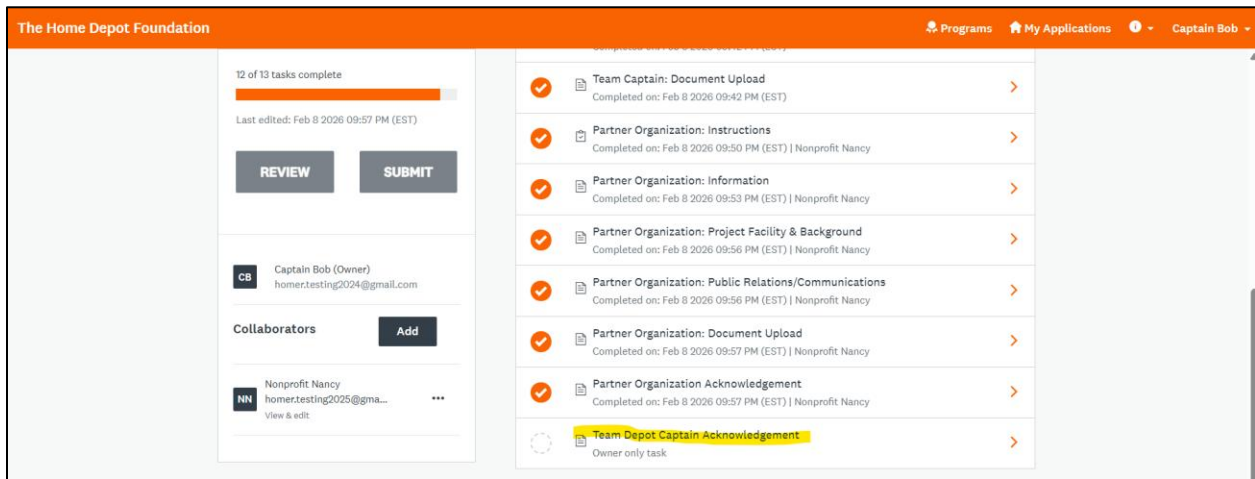 The Home Depot Foundation
Programs
My Applications
Captain Bob
12 of 13 tasks complete
Last edited: Feb 8 2026 09:57 PM (EST)
REVIEW
SUBMIT
CB
Captain Bob (Owner)
homer.testing2024@gmail.com
Collaborators
Add
NN
Nonprofit Nancy
homer.testing2025@gma...
View & edit
Team Captain: Document Upload
Completed on: Feb 8 2026 09:42 PM (EST)
Partner Organization: Instructions
Completed on: Feb 8 2026 09:50 PM (EST) | Nonprofit Nancy
Partner Organization: Information
Completed on: Feb 8 2026 09:53 PM (EST) | Nonprofit Nancy
Partner Organization: Project Facility & Background
Completed on: Feb 8 2026 09:56 PM (EST) | Nonprofit Nancy
Partner Organization: Public Relations/Communications
Completed on: Feb 8 2026 09:56 PM (EST) | Nonprofit Nancy
Partner Organization: Document Upload
Completed on: Feb 8 2026 09:57 PM (EST) | Nonprofit Nancy
Partner Organization Acknowledgement
Completed on: Feb 8 2026 09:57 PM (EST) | Nonprofit Nancy
Team Depot Captain Acknowledgement
Owner only task